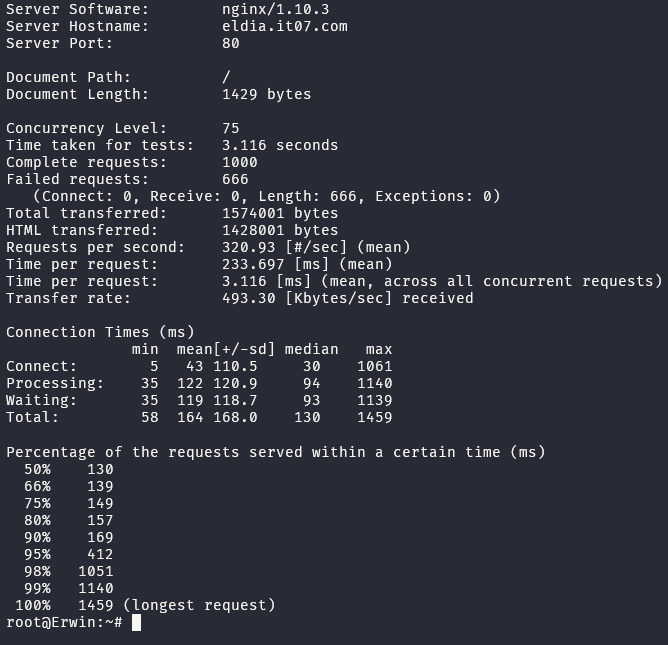 Server Software:        nginx/1.10.3
Server Hostname:        eldia.it07.com
Server Port:            80

Document Path:          /
Document Length:        1429 bytes

Concurrency Level:      75
Time taken for tests:   3.116 seconds
Complete requests:      1000
Failed requests:        666
   (Connect: 0, Receive: 0, Length: 666, Exceptions: 0)
Total transferred:      1574001 bytes
HTML transferred:       1428001 bytes
Requests per second:    320.93 [#/sec] (mean)
Time per request:       233.697 [ms] (mean)
Time per request:       3.116 [ms] (mean, across all concurrent requests)
Transfer rate:          493.30 [Kbytes/sec] received

Connection Times (ms)
              min  mean[+/-sd] median   max
Connect:        5   43 110.5     30    1061
Processing:    35  122 120.9     94    1140
Waiting:       35  119 118.7     93    1139
Total:         58  164 168.0    130    1459

Percentage of the requests served within a certain time (ms)
  50%    130
  66%    139
  75%    149
  80%    157
  90%    169
  95%    412
  98%   1051
  99%   1140
 100%   1459 (longest request)
root@Erwin:~#